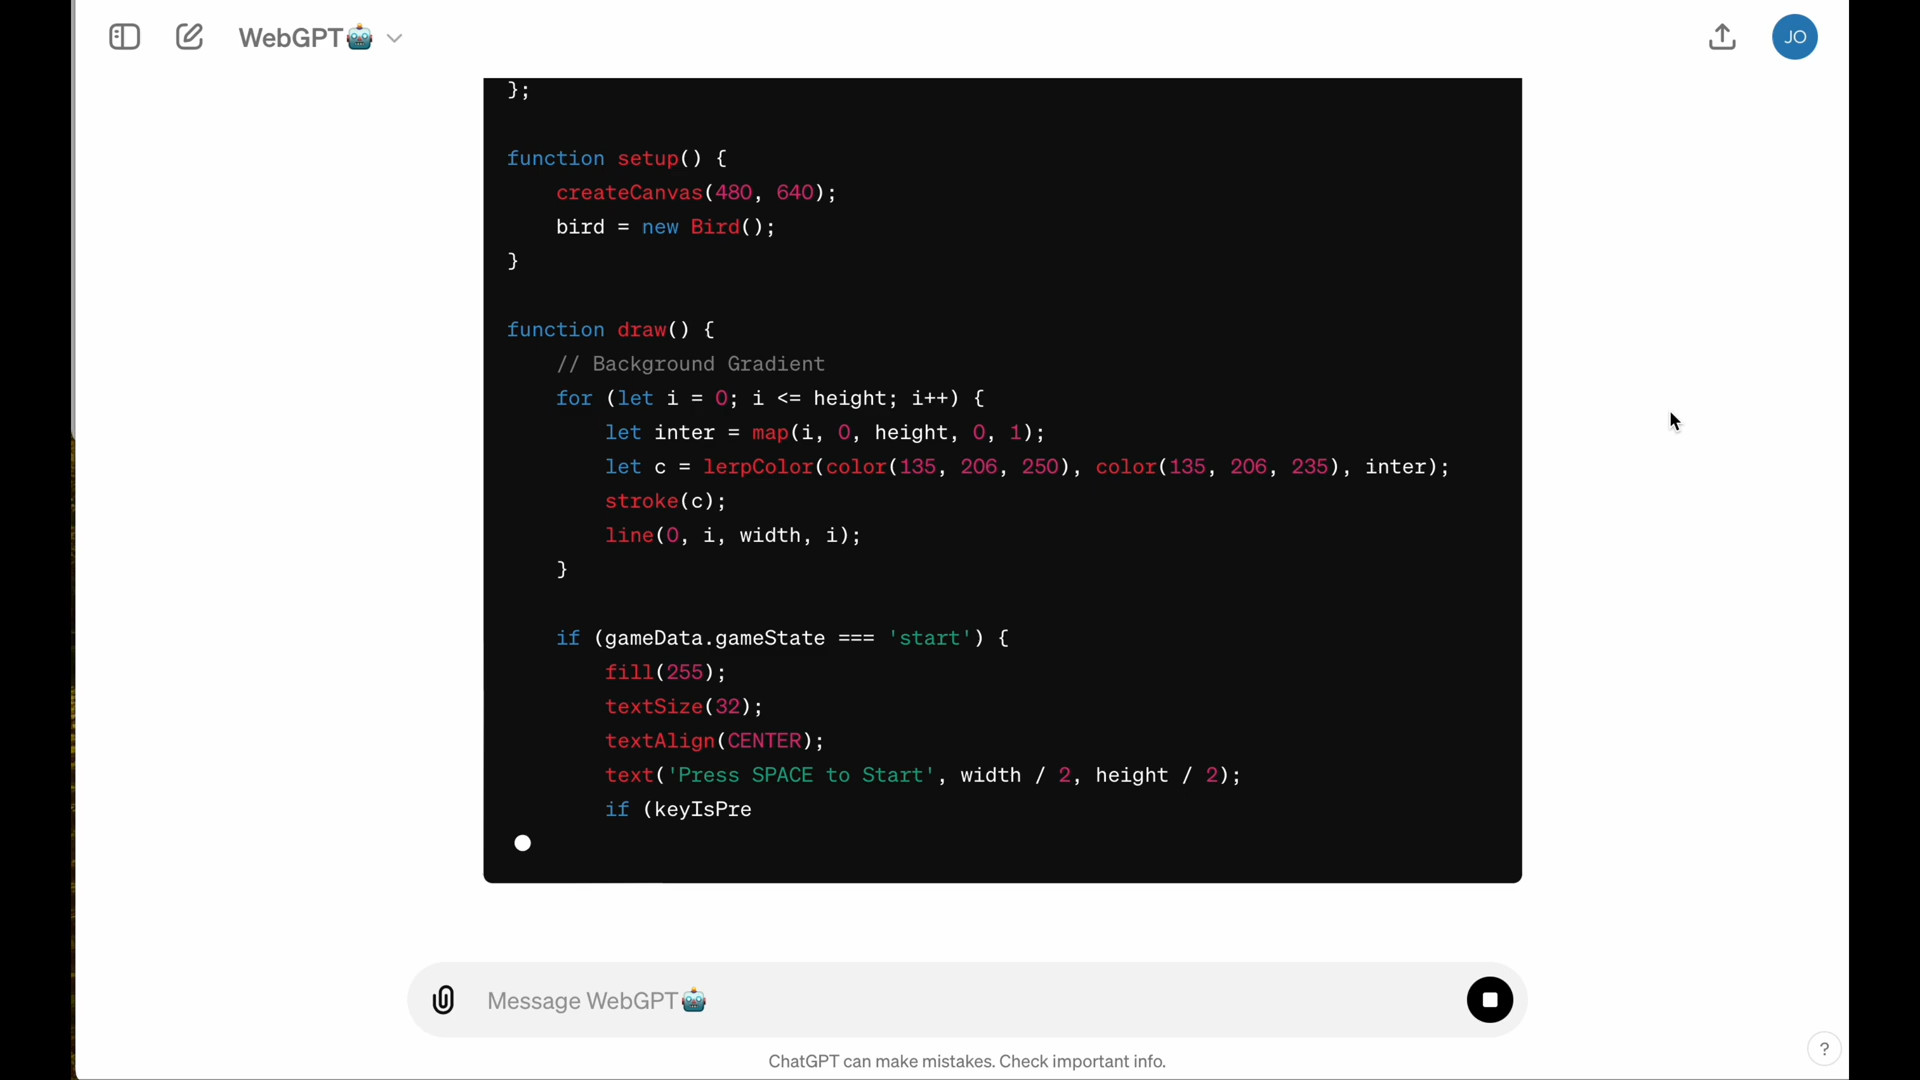 WebGPT🤖
JO
};
function setup() {
createCanvas(480, 640);
bird = new Bird();
}
function draw() {
// Background Gradient
for (let i = 0; i <= height; i++) {
let inter = map(i, 0, height, 0, 1);
let c = lerpColor(color(135, 206, 250), color(135, 206, 235), inter);
stroke(c);
line(0, i, width, i);
}
if (gameData.gameState === 'start') {
fill(255);
textSize(32);
textAlign(CENTER);
text('Press SPACE to Start', width / 2, height / 2);
if (keyIsPre
Message WebGPT🤖
ChatGPT can make mistakes. Check important info.
?